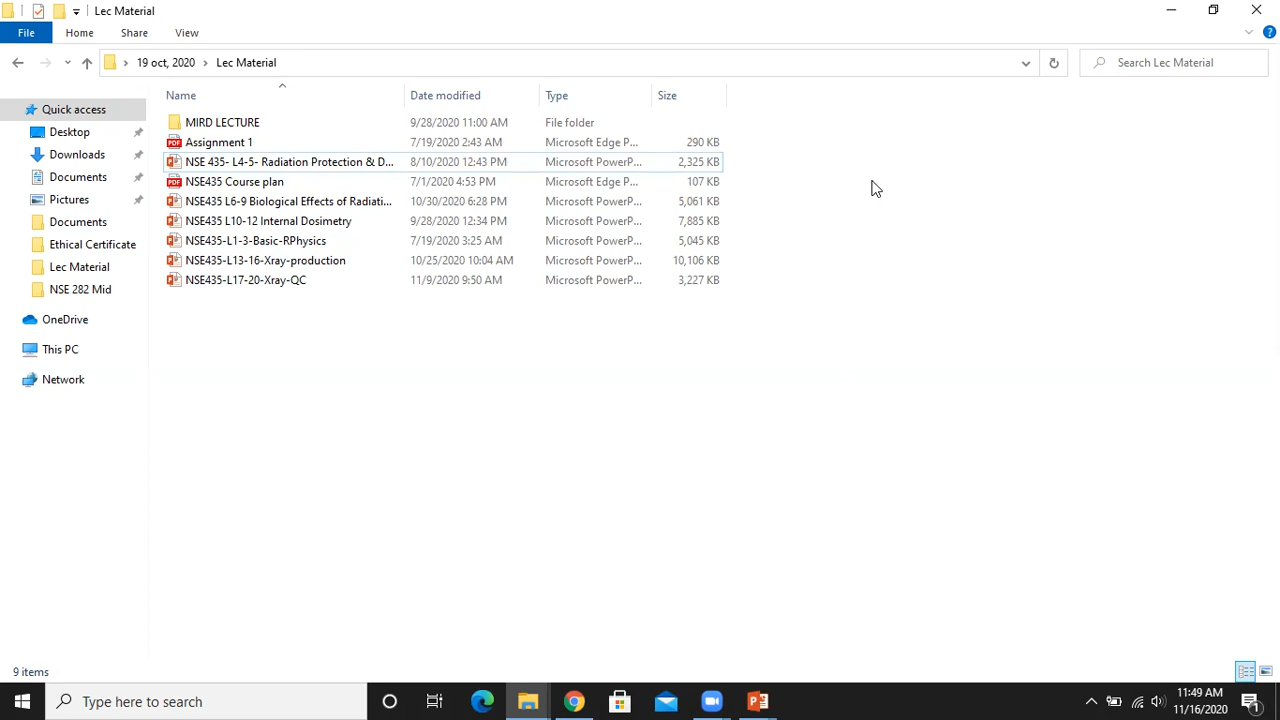 Lec Material
File Home Share View
19 oct, 2020 Lec Material Search Lec Material
Name Date modified Type Size
Quick access
Desktop
Downloads
Documents
Pictures
Documents
Ethical Certificate
Lec Material
NSE 282 Mid
OneDrive
This PC
Network
MIRD LECTURE 9/28/2020 11:00 AM File folder
Assignment 1 7/19/2020 2:43 AM Microsoft Edge P... 290 KB
NSE 435- L4-5- Radiation Protection & D... 8/10/2020 12:43 PM Microsoft PowerP... 2,325 KB
NSE435 Course plan 7/1/2020 4:53 PM Microsoft Edge P... 107 KB
NSE435 L6-9 Biological Effects of Radiati... 10/30/2020 6:28 PM Microsoft PowerP... 5,061 KB
NSE435 L10-12 Internal Dosimetry 9/28/2020 12:34 PM Microsoft PowerP... 7,885 KB
NSE435-L1-3-Basic-RPhysics 7/19/2020 3:25 AM Microsoft PowerP... 5,045 KB
NSE435-L13-16-Xray-production 10/25/2020 10:04 AM Microsoft PowerP... 10,106 KB
NSE435-L17-20-Xray-QC 11/9/2020 9:50 AM Microsoft PowerP... 3,227 KB
9 items
Type here to search
11:49 AM
11/16/2020